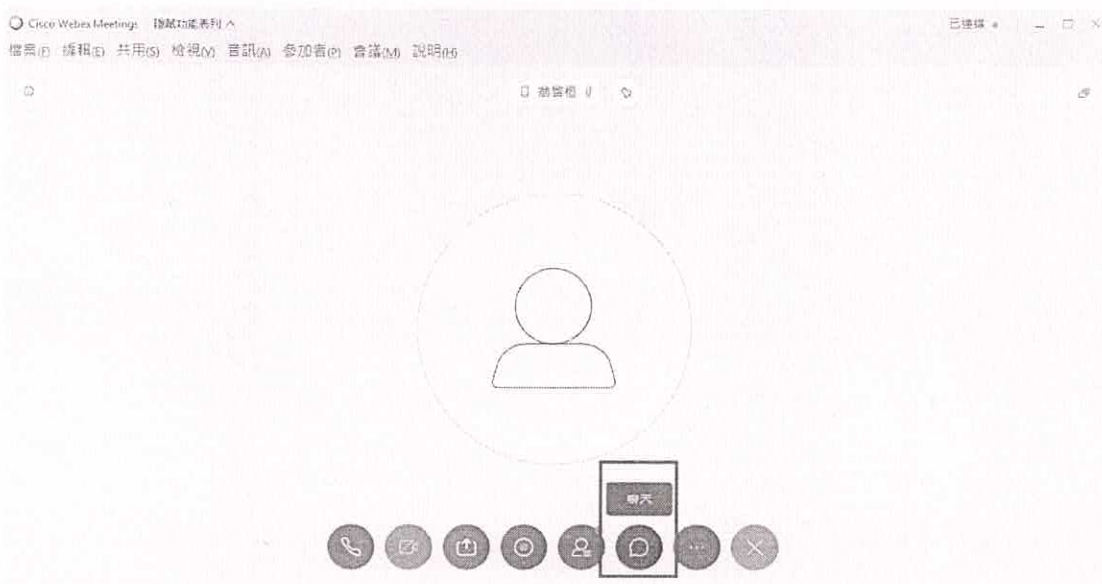 Cisco Webex Meetings 隱藏功能表列 ^ 已連線
檔案(F) 編輯(E) 共用(S) 檢視(V) 音訊(A) 參加者(P) 會議(M) 說明(H)
聊天